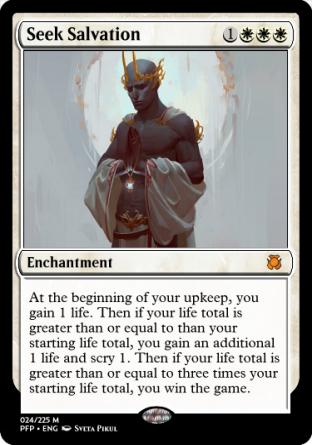 Seek Salvation 1
Enchantment
At the beginning of your upkeep, you
gain 1 life. Then if your life total is
greater than or equal to than your
starting life total, you gain an additional
1 life and scry 1. Then if your life total is
greater than or equal to three times your
starting life total, you win the game.
024/225 M
PFP • ENG Sveta Pikul